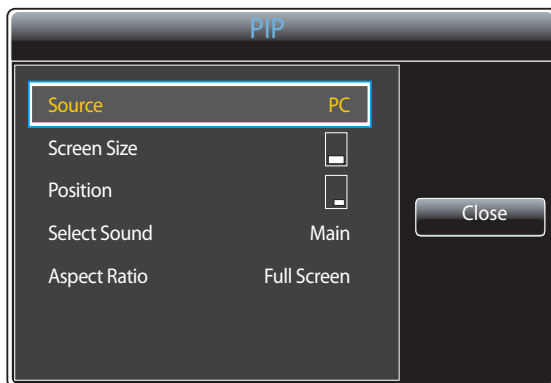 PIP
Source PC
Screen Size
Position
Select Sound Main
Aspect Ratio Full Screen
Close